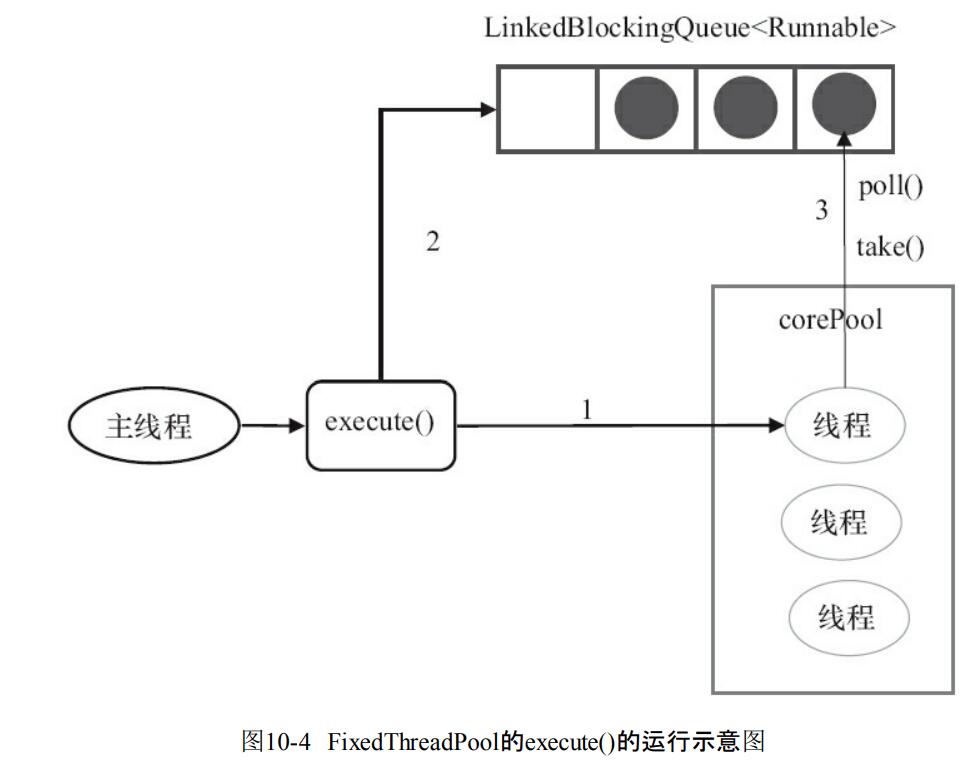 LinkedBlockingQueue<Runnable>
poll()
3
2
take()
corePool
主线程
execute()
1
线程
线程
线程
图10-4 FixedThreadPool的execute()的运行示意图